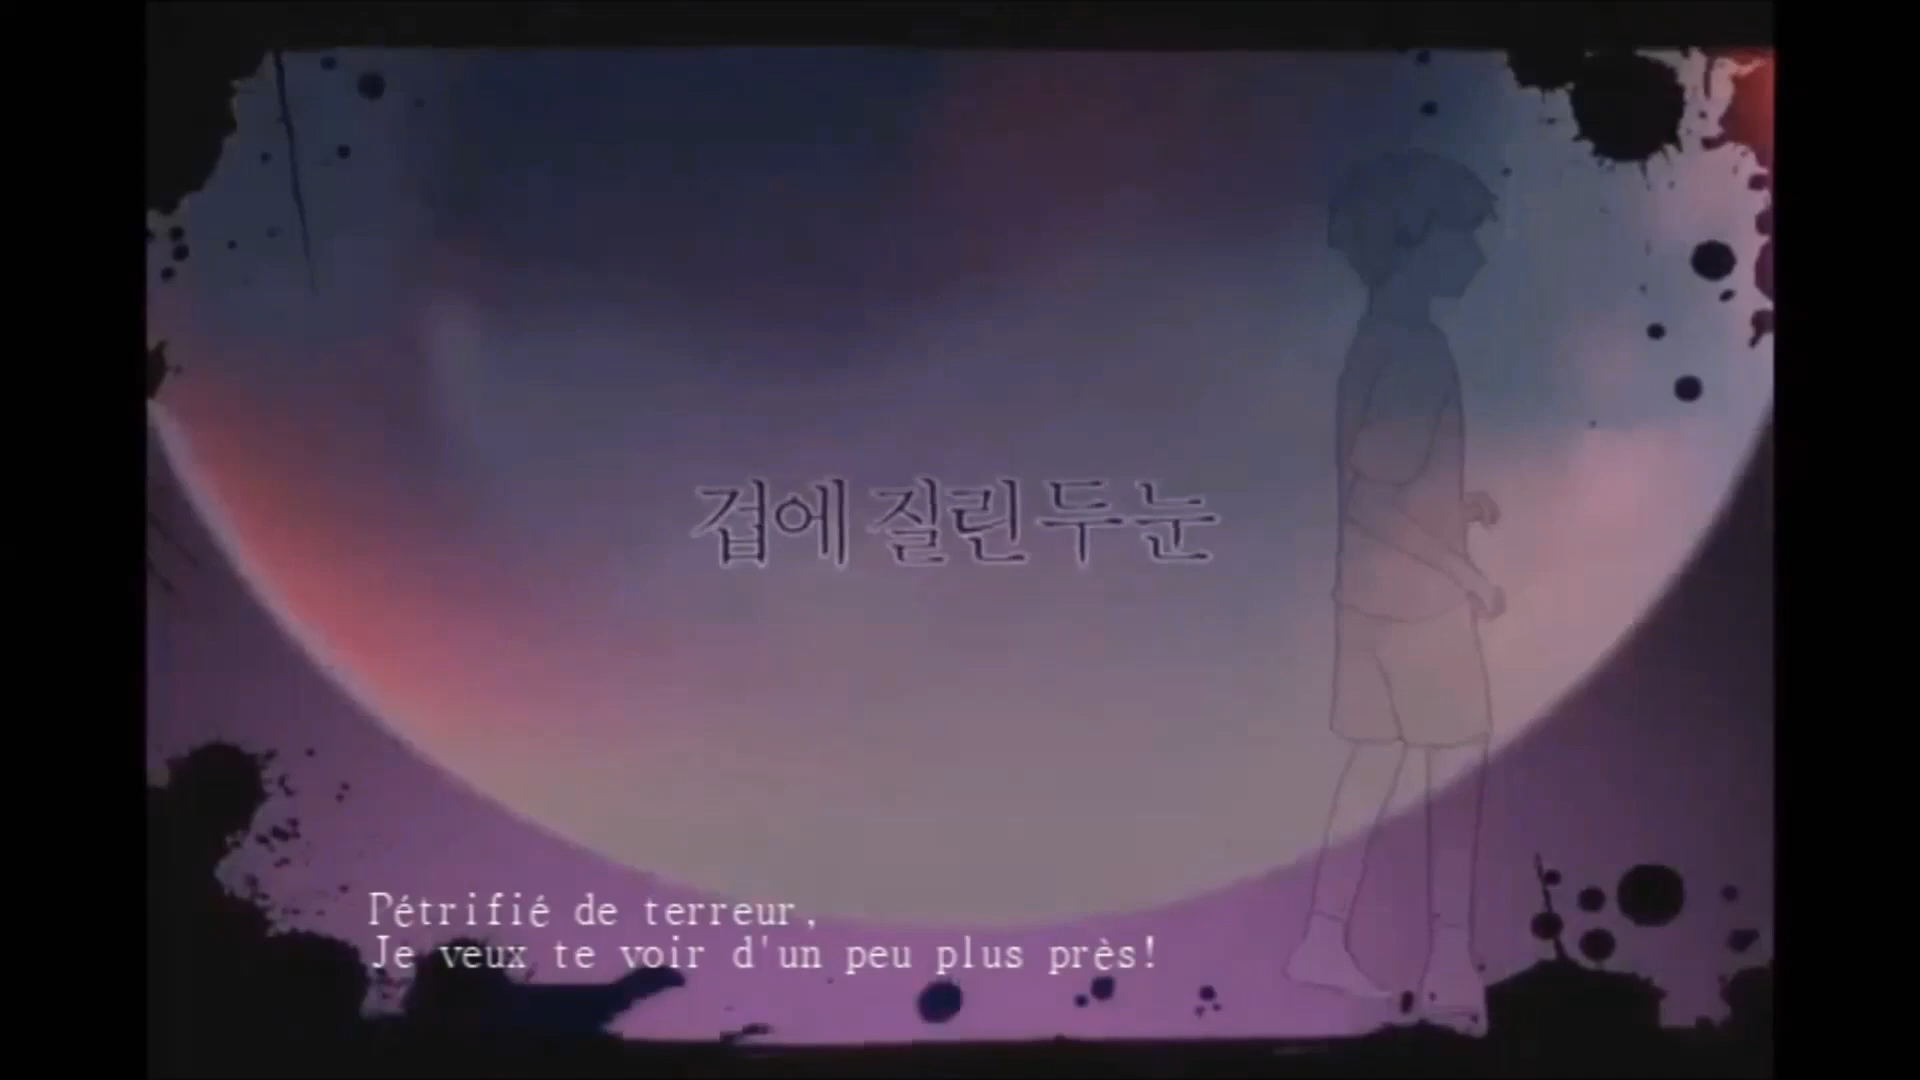 겁에 질린 두 눈
Pétrifié de terreur,
Je veux te voir d'un peu plus près!